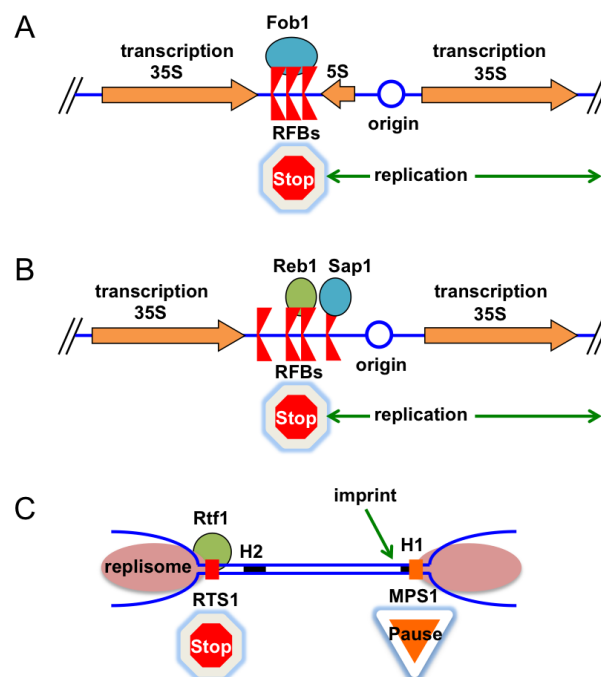 A
Fob1
transcription
35S
5S
transcription
35S
RFBs
origin
Stop
replication
B
Reb1
Sap1
transcription
35S
transcription
35S
RFBs
origin
Stop
replication
C
imprint
Rtf1
H2
H1
replisome
RTS1
MPS1
Stop
Pause